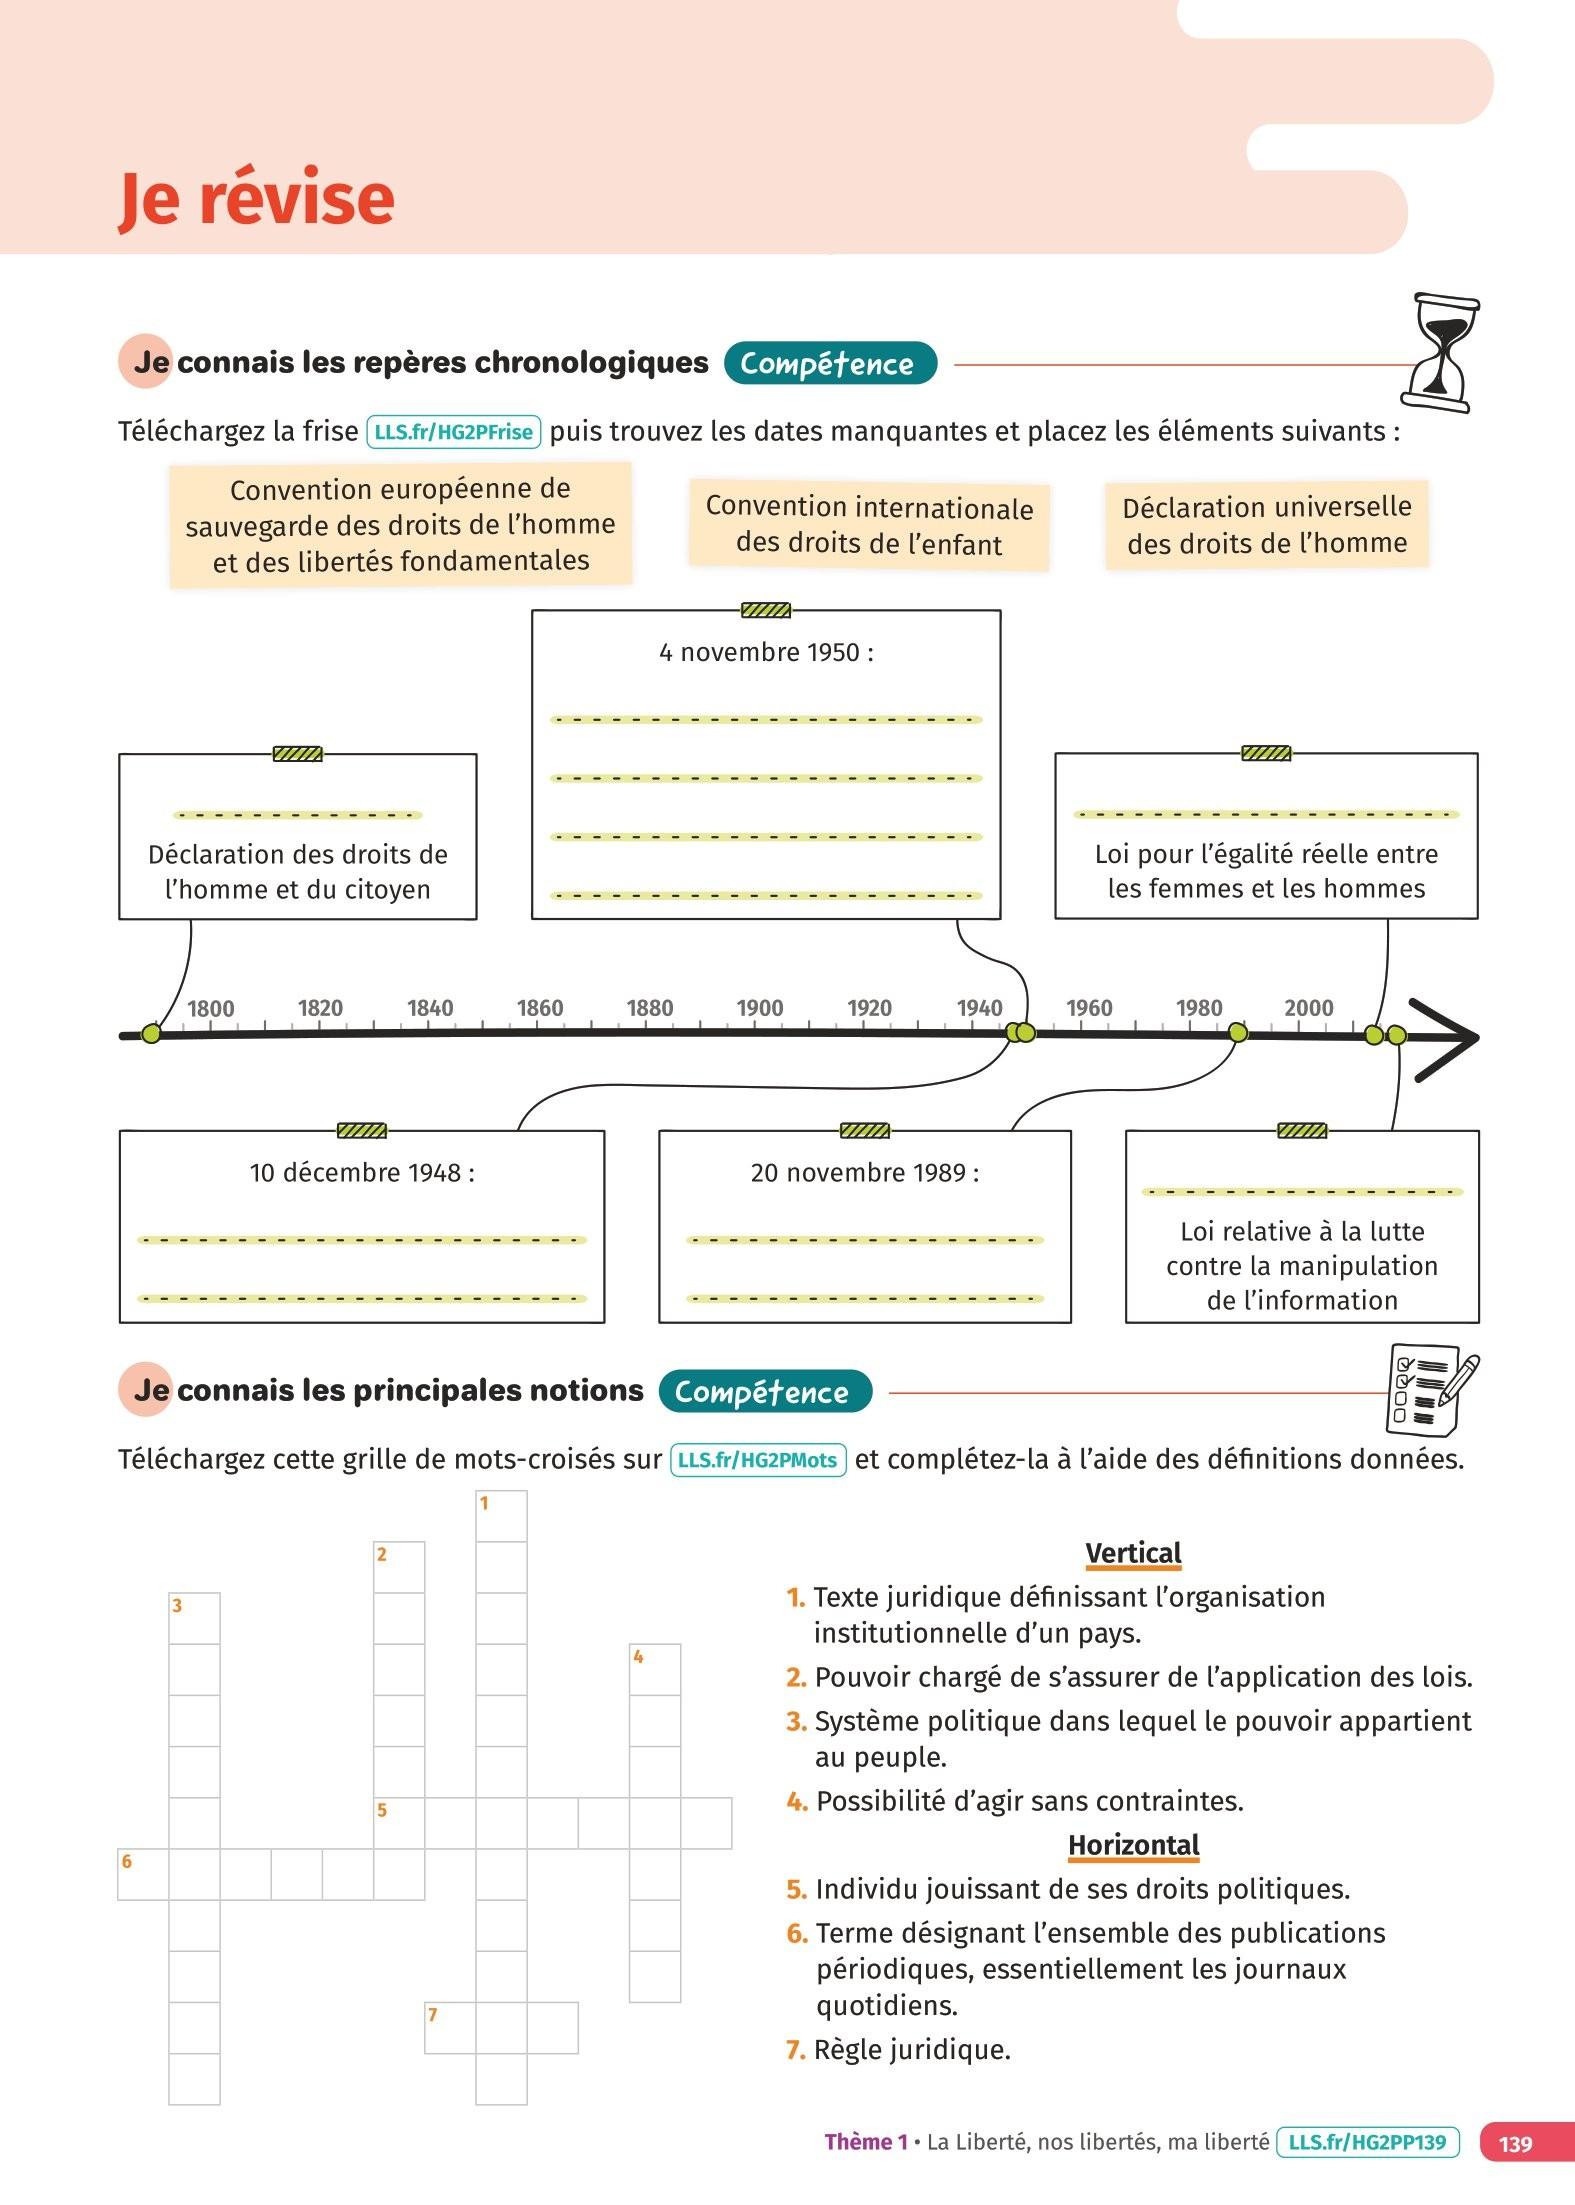 Je révise
Je connais les repères chronologiques Compétence
Téléchargez la frise LLS.fr/HG2PFrise puis trouvez les dates manquantes et placez les éléments suivants :
Convention européenne de
sauvegarde des droits de l'homme
et des libertés fondamentales
Convention internationale
des droits de l'enfant
Déclaration universelle
des droits de l'homme
4 novembre 1950 :
Déclaration des droits de
l'homme et du citoyen
Loi pour l'égalité réelle entre
les femmes et les hommes
1800 1820 1840 1860 1880 1900 1920 1940 1960 1980 2000
10 décembre 1948 :
20 novembre 1989 :
Loi relative à la lutte
contre la manipulation
de l'information
Je connais les principales notions Compétence
Téléchargez cette grille de mots-croisés sur LLS.fr/HG2PMots et complétez-la à l'aide des définitions données.
1
2
3
4
5
6
7
Vertical
1. Texte juridique définissant l'organisation
institutionnelle d'un pays.
2. Pouvoir chargé de s'assurer de l'application des lois.
3. Système politique dans lequel le pouvoir appartient
au peuple.
4. Possibilité d'agir sans contraintes.
Horizontal
5. Individu jouissant de ses droits politiques.
6. Terme désignant l'ensemble des publications
périodiques, essentiellement les journaux
quotidiens.
7. Règle juridique.
Thème 1 • La Liberté, nos libertés, ma liberté LLS.fr/HG2PP139 139